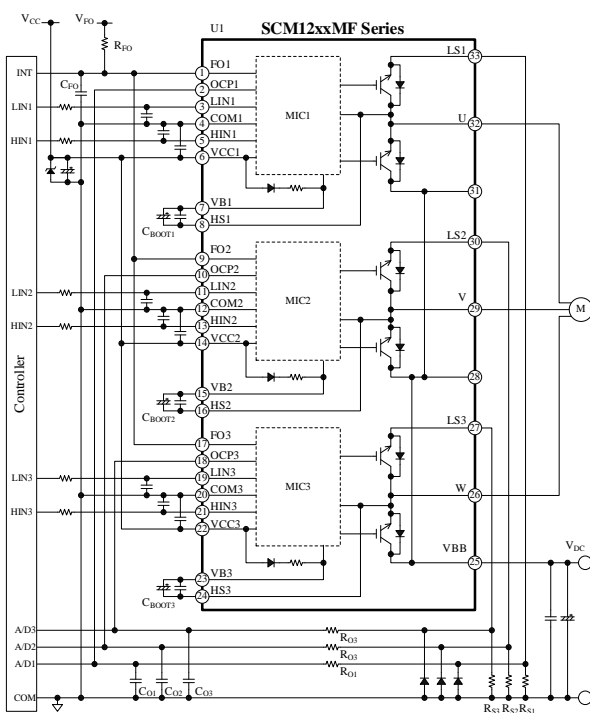 VCC
VFO
U1
SCM12xxMF Series
RFO
INT
CFO
LIN1
HIN1
1 FO1
2 OCP1
3 LIN1
4 COM1
5 HIN1
6 VCC1
7 VB1
8 HS1
MIC1
CBOOT1
LS1
33
U
32
31
9 FO2
10 OCP2
11 LIN2
12 COM2
13 HIN2
14 VCC2
15 VB2
16 HS2
MIC2
LIN2
HIN2
CBOOT2
LS2
30
V
29
M
28
Controller
17 FO3
18 OCP3
19 LIN3
20 COM3
21 HIN3
22 VCC3
23 VB3
24 HS3
MIC3
LIN3
HIN3
CBOOT3
LS3
27
W
26
VBB
25
VDC
A/D3
A/D2
A/D1
COM
RO3
RO3
RO1
CO1
CO2
CO3
RS3
RS2
RS1